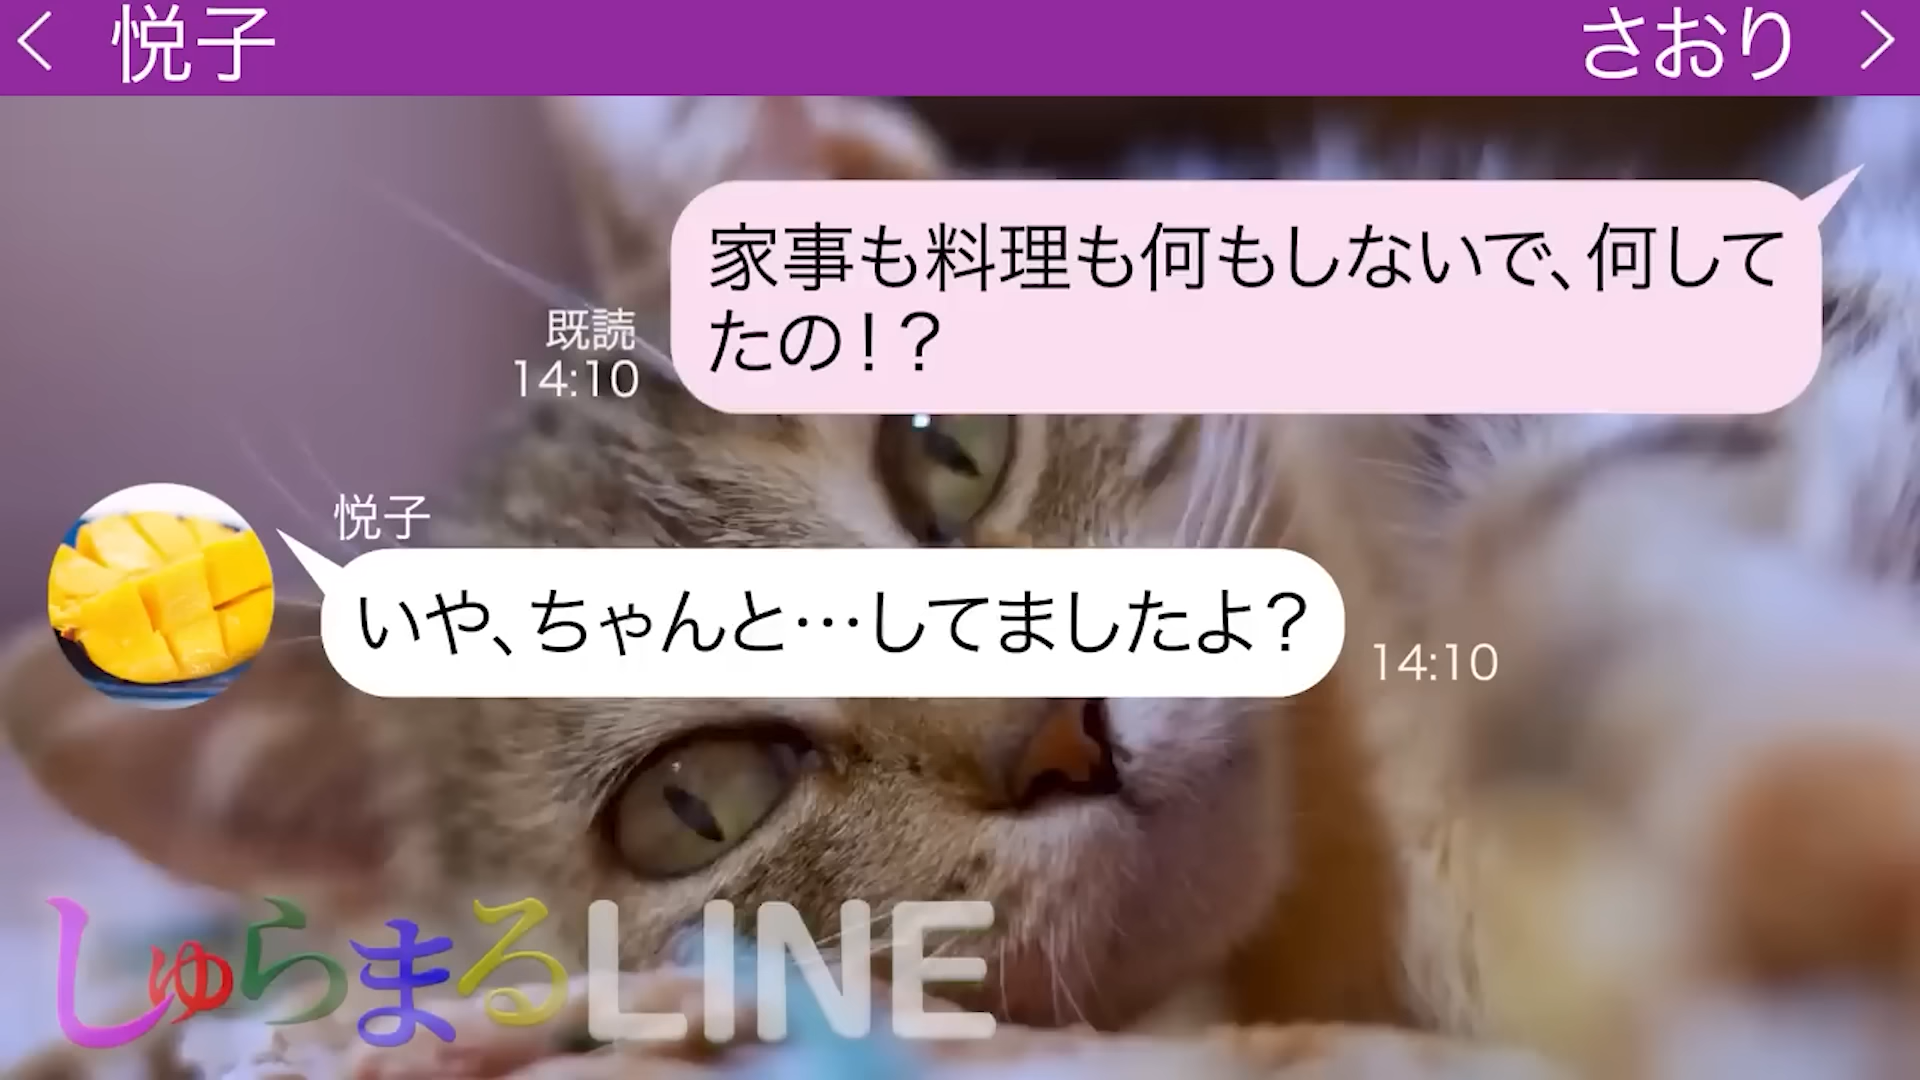 悦子
さおり
家事も料理も何もしないで、何して
たの!?
既読
14:10
悦子
いや、ちゃんと…してましたよ?
14:10
しゅらまるLINE